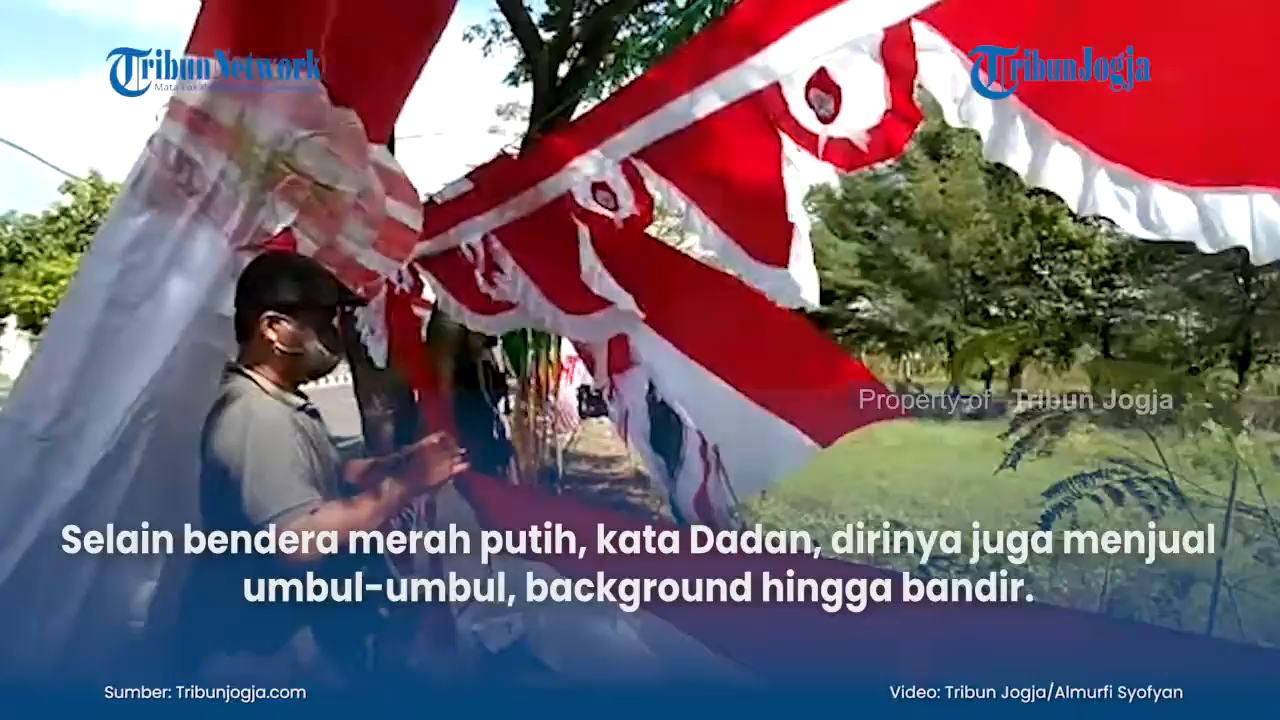 TribunNetwork
TribunJogja
Property of Tribun Jogja
Selain bendera merah putih, kata Dadan, dirinya juga menjual
umbul-umbul, background hingga bandir.
Sumber: Tribunjogja.com
Video: Tribun Jogja/Almurfi Syofyan